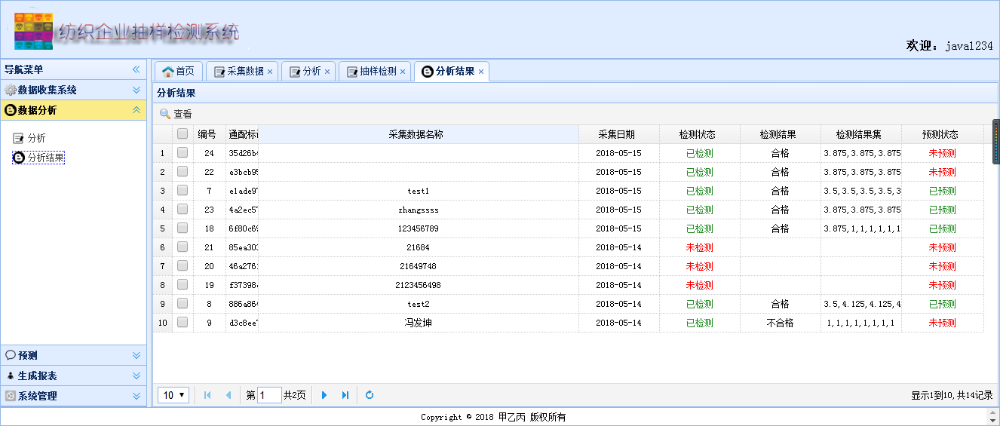 纺织企业抽样检测系统
欢迎：java1234
导航菜单
数据收集系统
数据分析
分析
分析结果
预测
生成报表
系统管理
首页 采集数据 分析 抽样检测 分析结果
分析结果
查看
编号 通配标识 采集数据名称 采集日期 检测状态 检测结果 检测结果集 预测状态
1 24 35d26b4 2018-05-15 已检测 合格 3.875,3.875,3.875 未预测
2 22 e3bcb95 2018-05-15 已检测 合格 3.875,3.875,3.875 未预测
3 7 e1ade97 test1 2018-05-15 已检测 合格 3.5,3.5,3.5,3.5,3 已预测
4 23 4a2ec57 zhangssss 2018-05-15 已检测 合格 3.875,3.875,3.875 已预测
5 18 6f80c69 123456789 2018-05-15 已检测 合格 3.875,1,1,1,1,1,1 已预测
6 21 85ea303 21684 2018-05-14 未检测 未预测
7 20 46a2761 21649748 2018-05-14 未检测 未预测
8 19 f37398 2123456498 2018-05-14 未检测 未预测
9 8 886a864 test2 2018-05-14 已检测 合格 3.5,4.125,4.125,4 已预测
10 9 d3c8ee7 冯发坤 2018-05-14 已检测 不合格 1,1,1,1,1,1,1,1 未预测
10 第 1 共2页 显示1到10,共14记录
Copyright © 2018 甲乙丙 版权所有